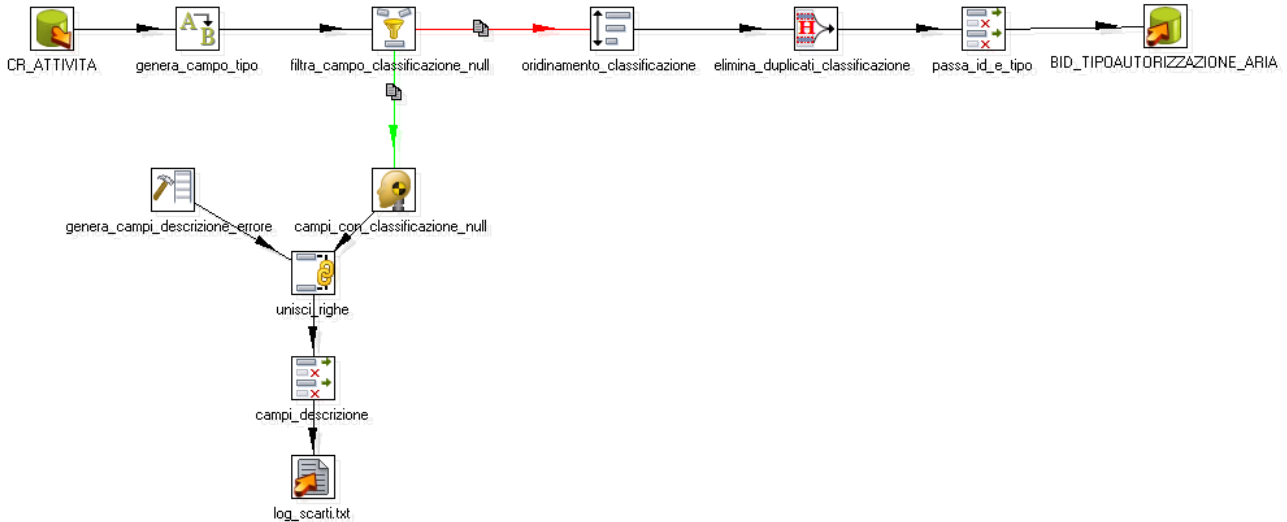 CR_ATTIVITA
genera_campo_tipo
filtra_campo_classificazione_null
oridinamento_classificazione
elimina_duplicati_classificazione
passa_id_e_tipo
BID_TIPOAUTORIZZAZIONE_ARIA
genera_campi_descrizione_errore
campi_con_classificazione_null
unisci_righe
campi_descrizione
log_scarti.txt